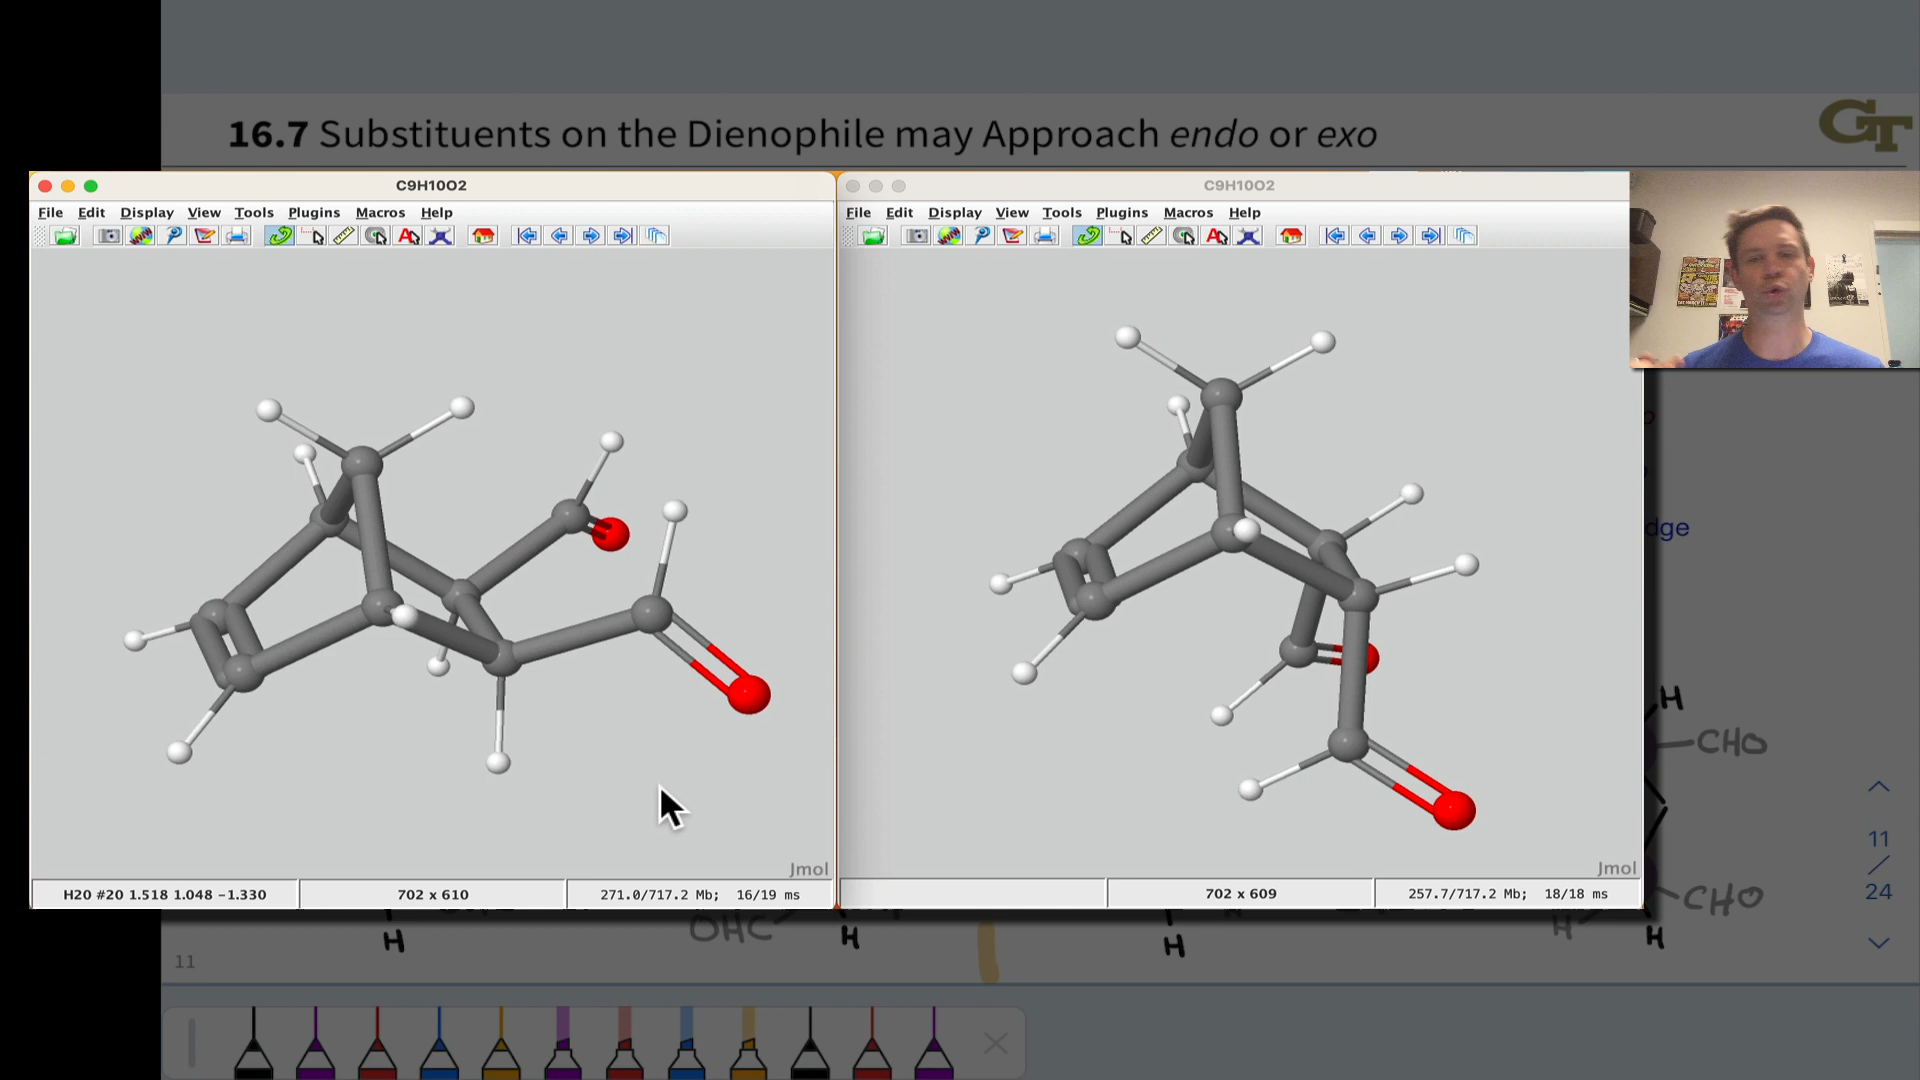 16.7 Substituents on the Dienophile may Approach endo or exo
GT
C9H10O2
File Edit Display View Tools Plugins Macros Help
Jmol
H20 #20 1.518 1.048 −1.330
702 x 610
271.0/717.2 Mb; 16/19 ms
C9H10O2
File Edit Display View Tools Plugins Macros Help
Jmol
702 x 609
257.7/717.2 Mb; 18/18 ms
dge
H
CHO
CHO
H
OHC
H
H
H
H
11
11
/
24